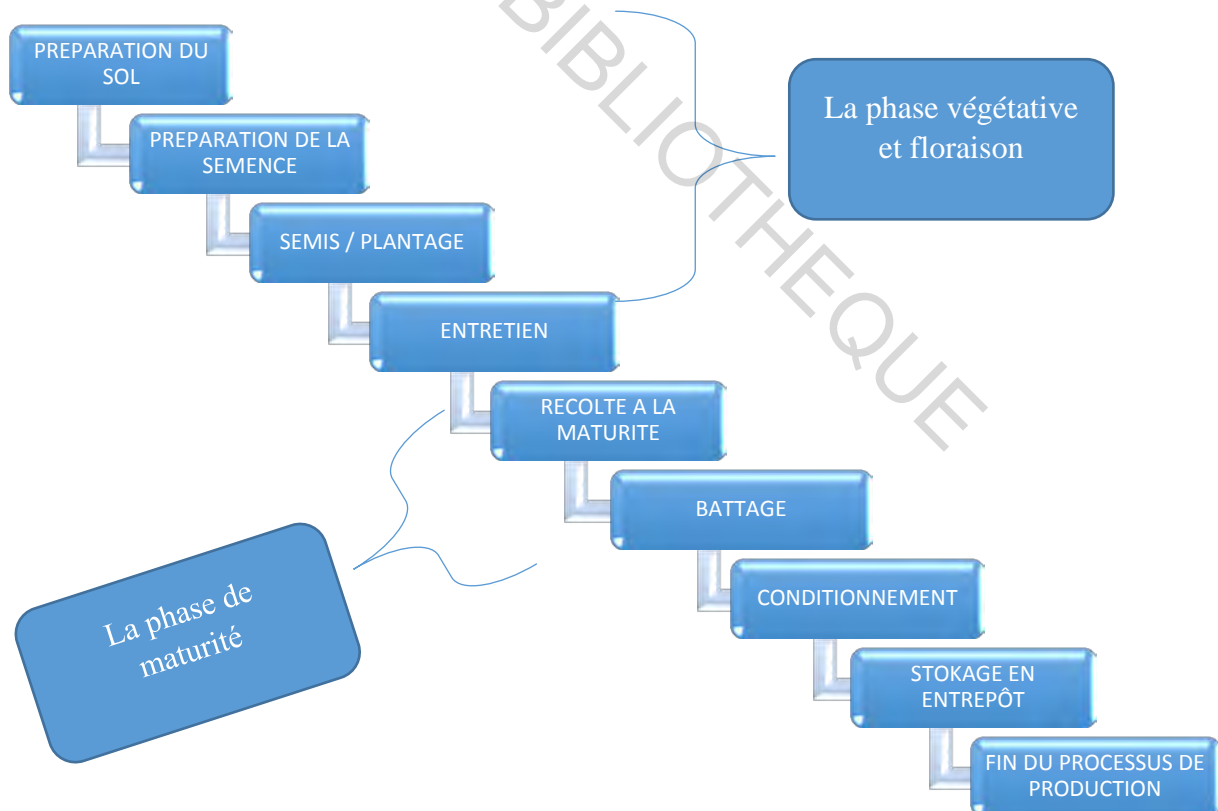 BIBLIOTHEQUE
PREPARATION DU
SOL
PREPARATION DE LA
SEMENCE
SEMIS / PLANTAGE
ENTRETIEN
RECOLTE A LA
MATURITE
BATTAGE
CONDITIONNEMENT
STOKAGE EN
ENTREPÔT
FIN DU PROCESSUS DE
PRODUCTION
La phase végétative
et floraison
La phase de
maturité